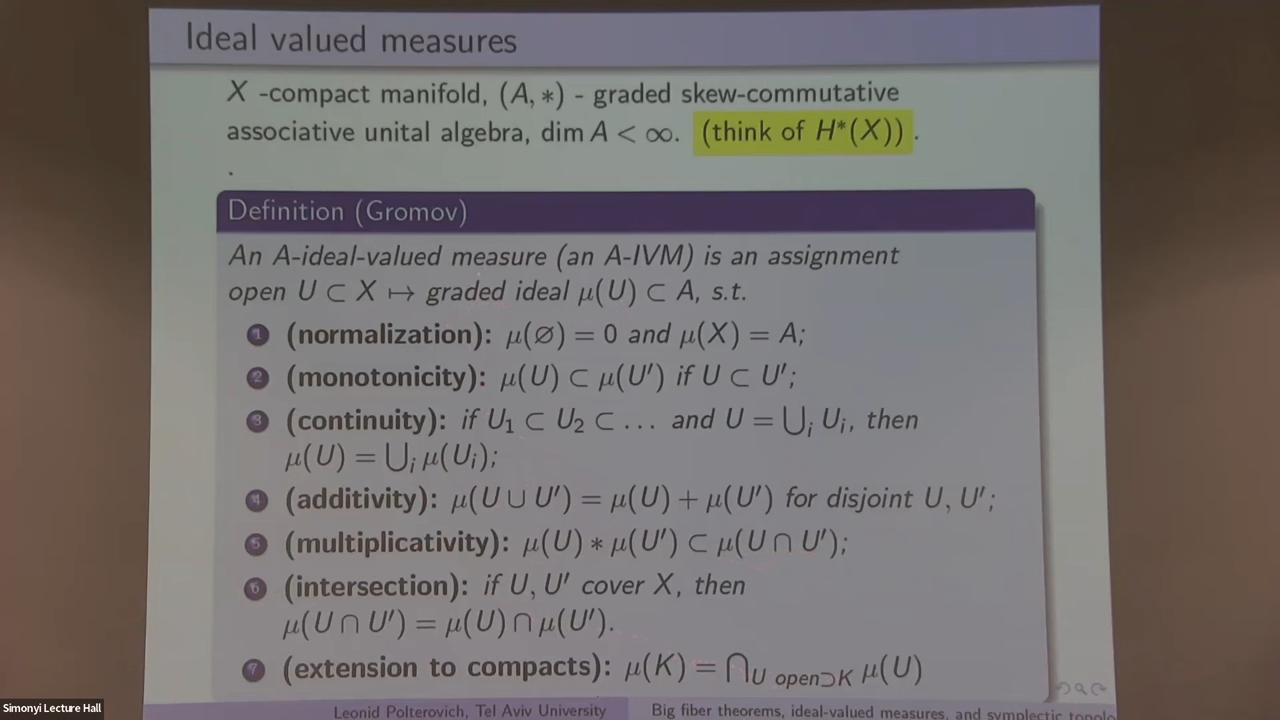 Ideal valued measures
X -compact manifold, (A, ∗) - graded skew-commutative
associative unital algebra, dim A < ∞. (think of H*(X)) .
.
Definition (Gromov)
An A-ideal-valued measure (an A-IVM) is an assignment
open U ⊂ X ↦ graded ideal μ(U) ⊂ A, s.t.
1 (normalization): μ(∅) = 0 and μ(X) = A;
2 (monotonicity): μ(U) ⊂ μ(U′) if U ⊂ U′;
3 (continuity): if U₁ ⊂ U₂ ⊂ … and U = ⋃ᵢ Uᵢ, then
μ(U) = ⋃ᵢ μ(Uᵢ);
4 (additivity): μ(U ∪ U′) = μ(U) + μ(U′) for disjoint U, U′;
5 (multiplicativity): μ(U) ∗ μ(U′) ⊂ μ(U ∩ U′);
6 (intersection): if U, U′ cover X, then
μ(U ∩ U′) = μ(U) ∩ μ(U′).
7 (extension to compacts): μ(K) = ⋂_{U open⊃K} μ(U)
Simonyi Lecture Hall
Leonid Polterovich, Tel Aviv University Big fiber theorems, ideal-valued measures, and symplectic topolo